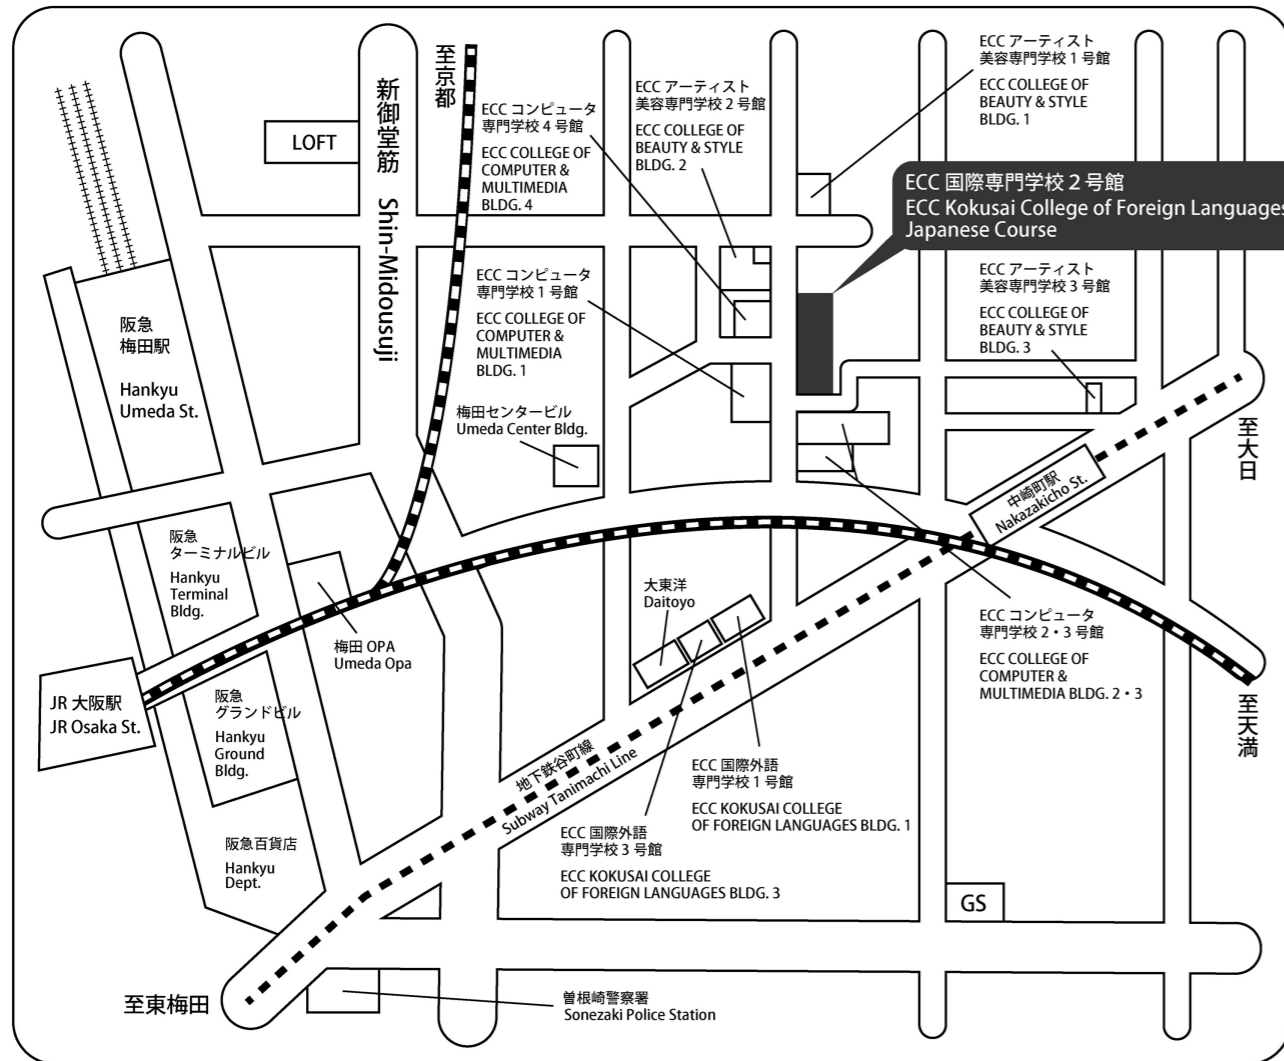 至京都
新御堂筋 Shin-Midousuji
LOFT
ECC コンピュータ
専門学校 4 号館
ECC COLLEGE OF
COMPUTER &
MULTIMEDIA
BLDG. 4
ECC アーティスト
美容専門学校 2 号館
ECC COLLEGE OF
BEAUTY & STYLE
BLDG. 2
ECC アーティスト
美容専門学校 1 号館
ECC COLLEGE OF
BEAUTY & STYLE
BLDG. 1
ECC 国際専門学校 2 号館
ECC Kokusai College of Foreign Languages
Japanese Course
ECC コンピュータ
専門学校 1 号館
ECC COLLEGE OF
COMPUTER &
MULTIMEDIA
BLDG. 1
ECC アーティスト
美容専門学校 3 号館
ECC COLLEGE OF
BEAUTY & STYLE
BLDG. 3
阪急
梅田駅
Hankyu
Umeda St.
梅田センタービル
Umeda Center Bldg.
至大日
中崎町駅
Nakazakicho St.
阪急
ターミナルビル
Hankyu
Terminal
Bldg.
梅田 OPA
Umeda Opa
大東洋
Daitoyo
ECC コンピュータ
専門学校 2・3 号館
ECC COLLEGE OF
COMPUTER &
MULTIMEDIA BLDG. 2・3
JR 大阪駅
JR Osaka St.
阪急
グランドビル
Hankyu
Ground
Bldg.
至天満
地下鉄谷町線
Subway Tanimachi Line
ECC 国際外語
専門学校 1 号館
ECC KOKUSAI COLLEGE
OF FOREIGN LANGUAGES BLDG. 1
ECC 国際外語
専門学校 3 号館
ECC KOKUSAI COLLEGE
OF FOREIGN LANGUAGES BLDG. 3
阪急百貨店
Hankyu
Dept.
GS
至東梅田
曽根崎警察署
Sonezaki Police Station